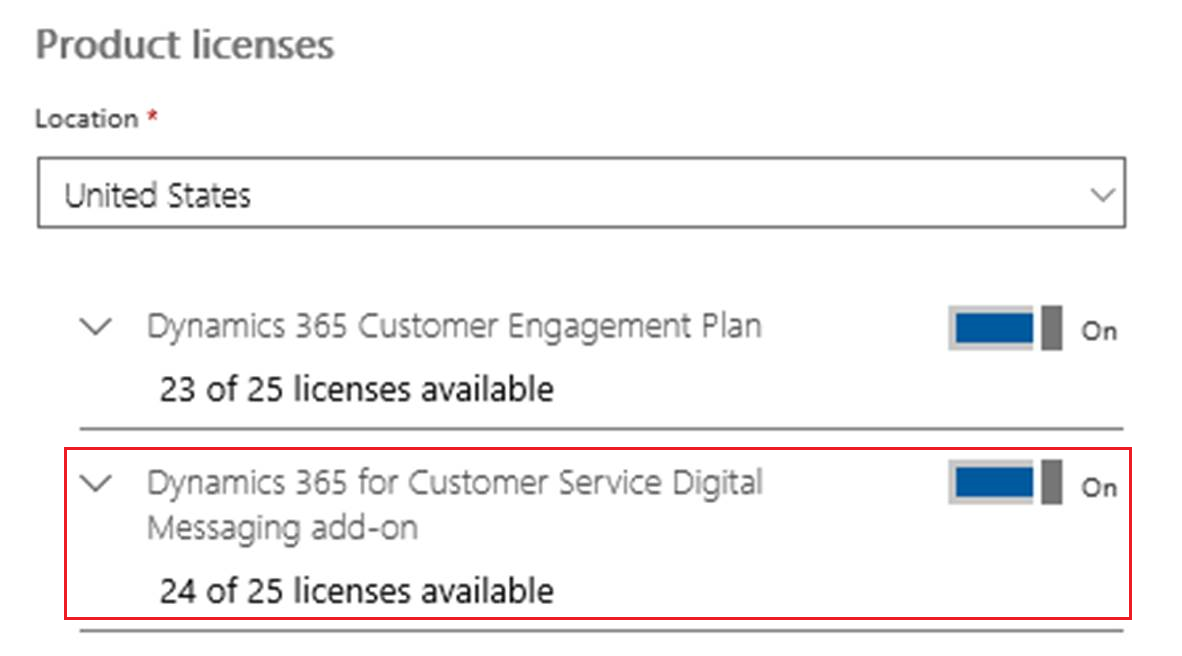 Product licenses
Location *
United States
Dynamics 365 Customer Engagement Plan
On
23 of 25 licenses available
Dynamics 365 for Customer Service Digital
On
Messaging add-on
24 of 25 licenses available